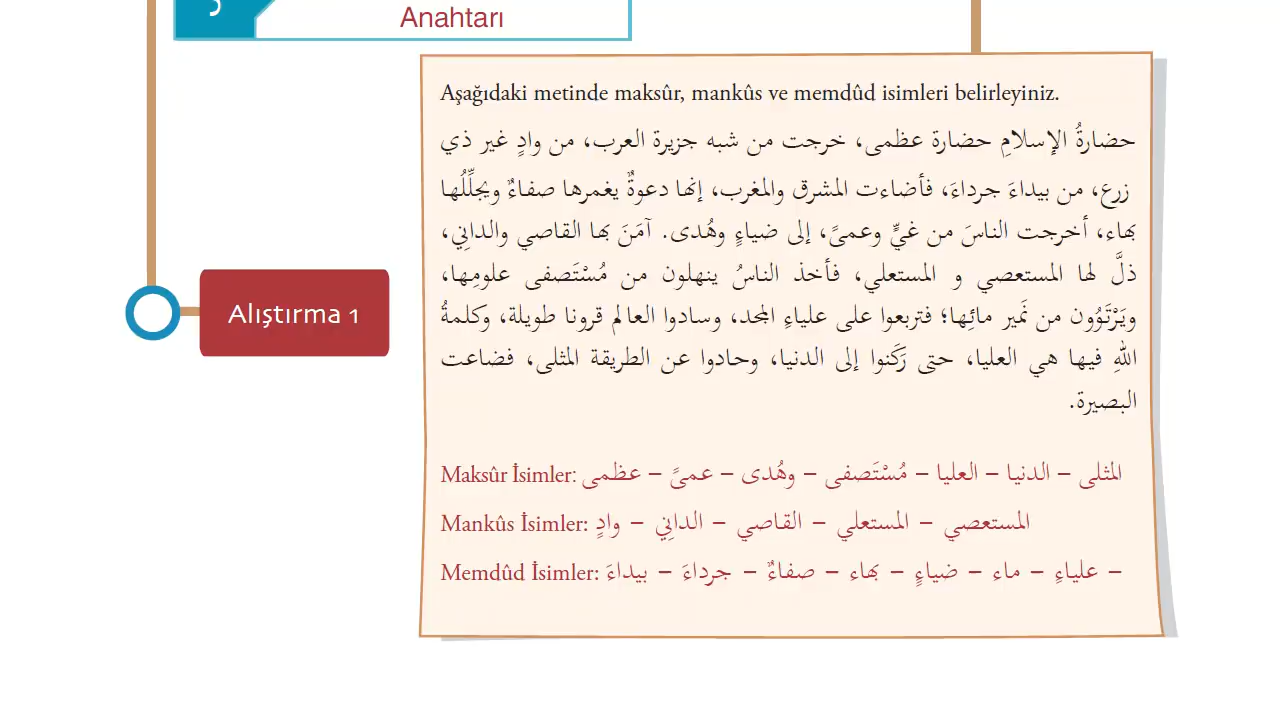 Anahtarı
Aşağıdaki metinde maksûr, mankûs ve memdûd isimleri belirleyiniz.
حضارةُ الإسلامِ حضارة عظمى، خرجت من شبه جزيرة العرب، من وادٍ غير ذي
زرع، من بيداءَ جرداءَ، فأضاءت المشرق والمغرب، إنها دعوةٌ يغمرها صفاءٌ ويجلِّلُها
بهاء، أخرجت الناسَ من غيٍّ وعمىً، إلى ضياءٍ وهُدى. آمَنَ بها القاصي والدانِي،
ذلَّ لها المستعصي و المستعلي، فأخذ الناسُ ينهلون من مُسْتَصفى علومِها،
ويَرْتَوُون من نَمير مائِها؛ فتربعوا على علياءِ المجد، وسادوا العالم قرونا طويلة، وكلمةُ
اللهِ فيها هي العليا، حتى رَكَنوا إلى الدنيا، وحادوا عن الطريقة المثلى، فضاعت
البصيرة.
Alıştırma 1
Maksûr İsimler: عظمى – عمىً – وهُدى – مُسْتَصفى – العليا – الدنيا – المثلى
Mankûs İsimler: وادٍ – الدانِي – القاصي – المستعلي – المستعصي
Memdûd İsimler: بيداءَ – جرداءَ – صفاءٌ – بهاء – ضياءٍ – ماء – علياءِ –